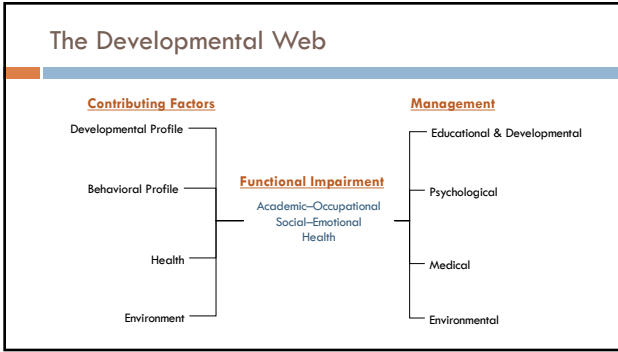 The Developmental Web
Contributing Factors
Developmental Profile
Behavioral Profile
Health
Environment
Functional Impairment
Academic–Occupational
Social–Emotional
Health
Management
Educational & Developmental
Psychological
Medical
Environmental